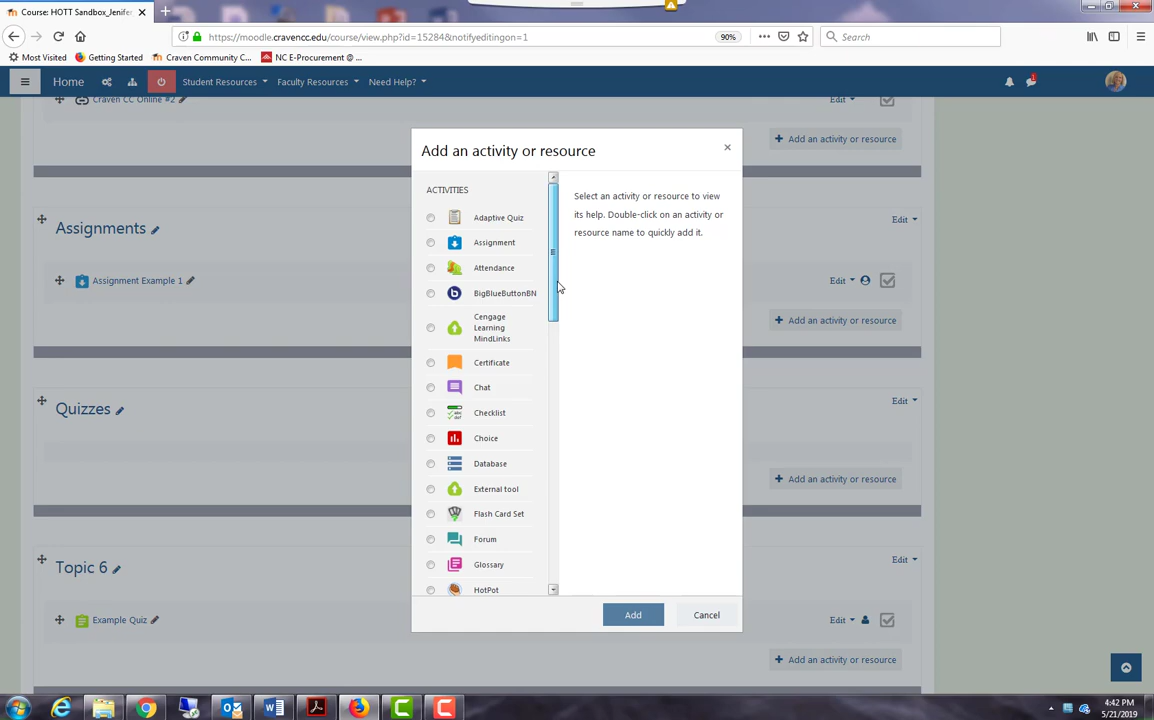 Course: HOTT Sandbox_Jenifer
https://moodle.cravencc.edu/course/view.php?id=15284&notifyeditingon=1
90%
Search
Most Visited
Getting Started
Craven Community C...
NC E-Procurement @ ...
Home
Student Resources
Faculty Resources
Need Help?
1
Craven CC Online #2
Edit
+ Add an activity or resource
Assignments
Edit
Assignment Example 1
Edit
+ Add an activity or resource
Quizzes
Edit
+ Add an activity or resource
Topic 6
Edit
Example Quiz
Edit
+ Add an activity or resource
Add an activity or resource
×
ACTIVITIES
Adaptive Quiz
Assignment
Attendance
BigBlueButtonBN
Cengage
Learning
MindLinks
Certificate
Chat
Checklist
Choice
Database
External tool
Flash Card Set
Forum
Glossary
HotPot
Select an activity or resource to view
its help. Double-click on an activity or
resource name to quickly add it.
Add
Cancel
4:42 PM
5/21/2019